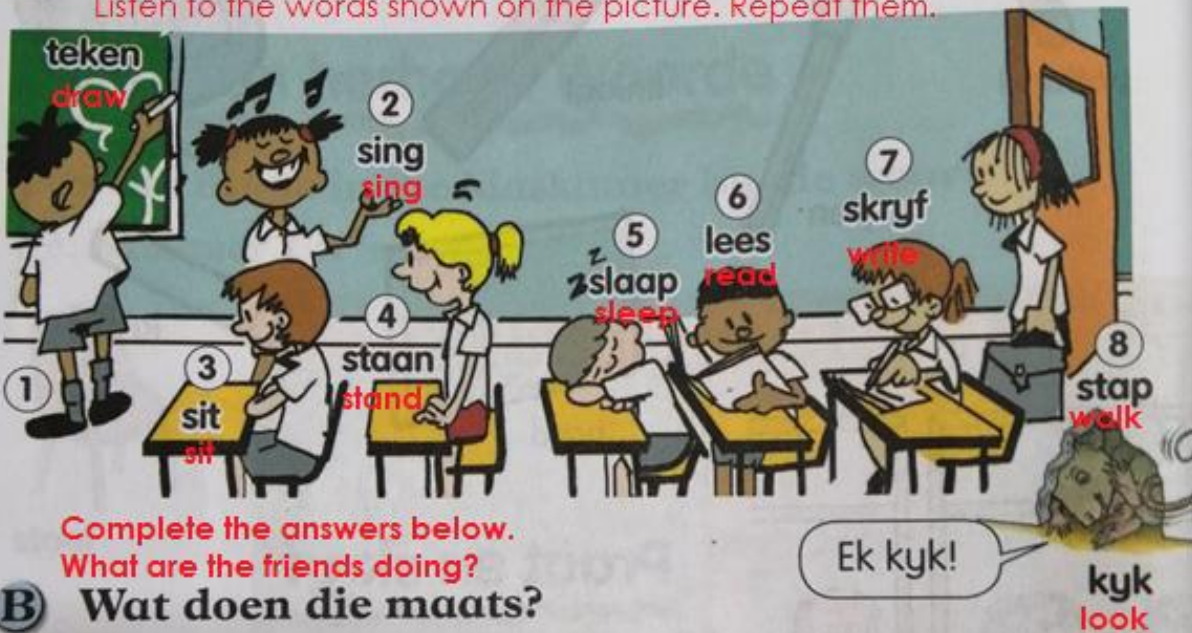 Listen to the words shown on the picture. Repeat them.
teken
draw
1
2
sing
sing
3
sit
sit
4
staan
stand
5
z
z slaap
sleep
6
lees
read
7
skryf
write
8
stap
walk
Ek kyk!
kyk
look
Complete the answers below.
What are the friends doing?
B Wat doen die maats?